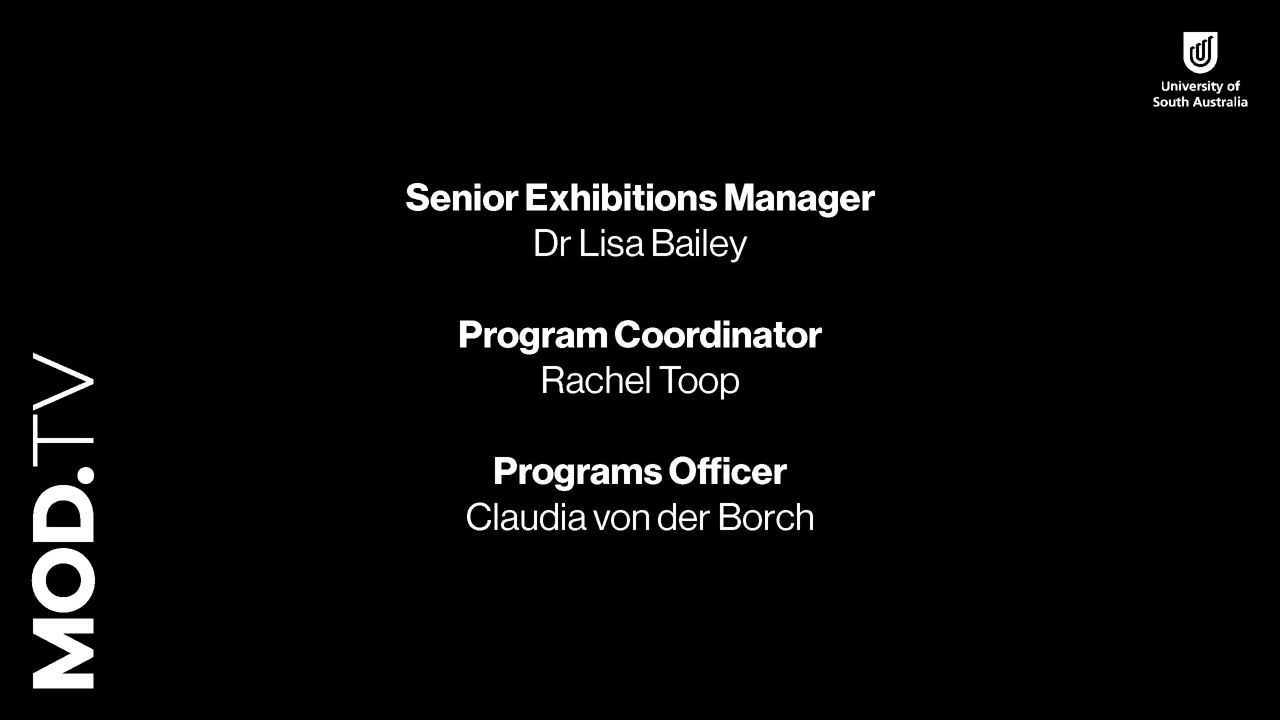 University of
South Australia
Senior Exhibitions Manager
Dr Lisa Bailey
Program Coordinator
Rachel Toop
Programs Officer
Claudia von der Borch
MOD.TV